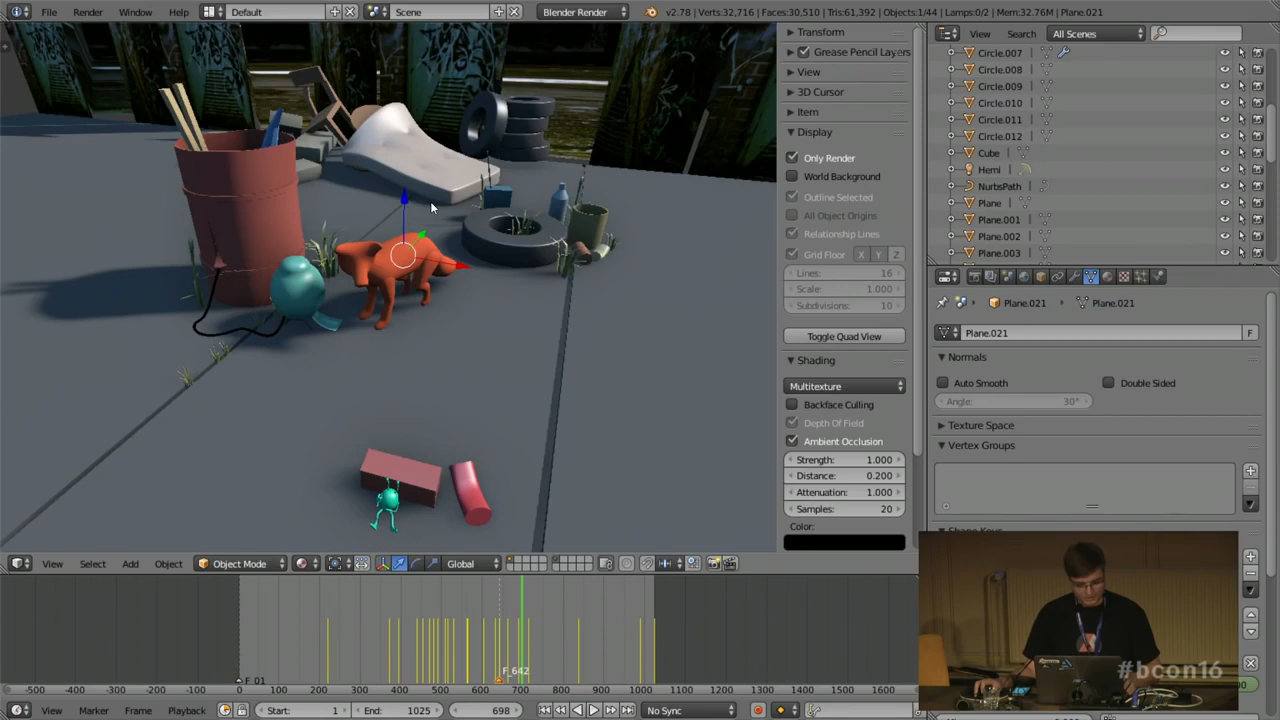 File Render Window Help Default Scene Blender Render v2.78 | Verts:32,716 | Faces:30,510 | Tris:61,392 | Objects:1/44 | Lamps:0/2 | Mem:32.76M | Plane.021
View Search All Scenes
Circle.007
Circle.008
Circle.009
Circle.010
Circle.011
Circle.012
Cube
Hemi
NurbsPath
Plane
Plane.001
Plane.002
Plane.003
Transform
Grease Pencil Layers
View
3D Cursor
Item
Display
Only Render
World Background
Outline Selected
All Object Origins
Relationship Lines
Grid Floor X Y Z
Lines: 16
Scale: 1.000
Subdivisions: 10
Toggle Quad View
Shading
Multitexture
Backface Culling
Depth Of Field
Ambient Occlusion
Strength: 1.000
Distance: 0.200
Attenuation: 1.000
Samples: 20
Color:
Plane.021 Plane.021
Plane.021 F
Normals
Auto Smooth Double Sided
Angle: 30°
Texture Space
Vertex Groups
View Select Add Object Object Mode Global
F_01
F_642
-500 -400 -300 -200 -100 0 100 200 300 400 500 600 700 800 900 1000 1100 1200 1300 1400 1500 1600
View Marker Frame Playback Start: 1 End: 1025 698 No Sync
#bcon16